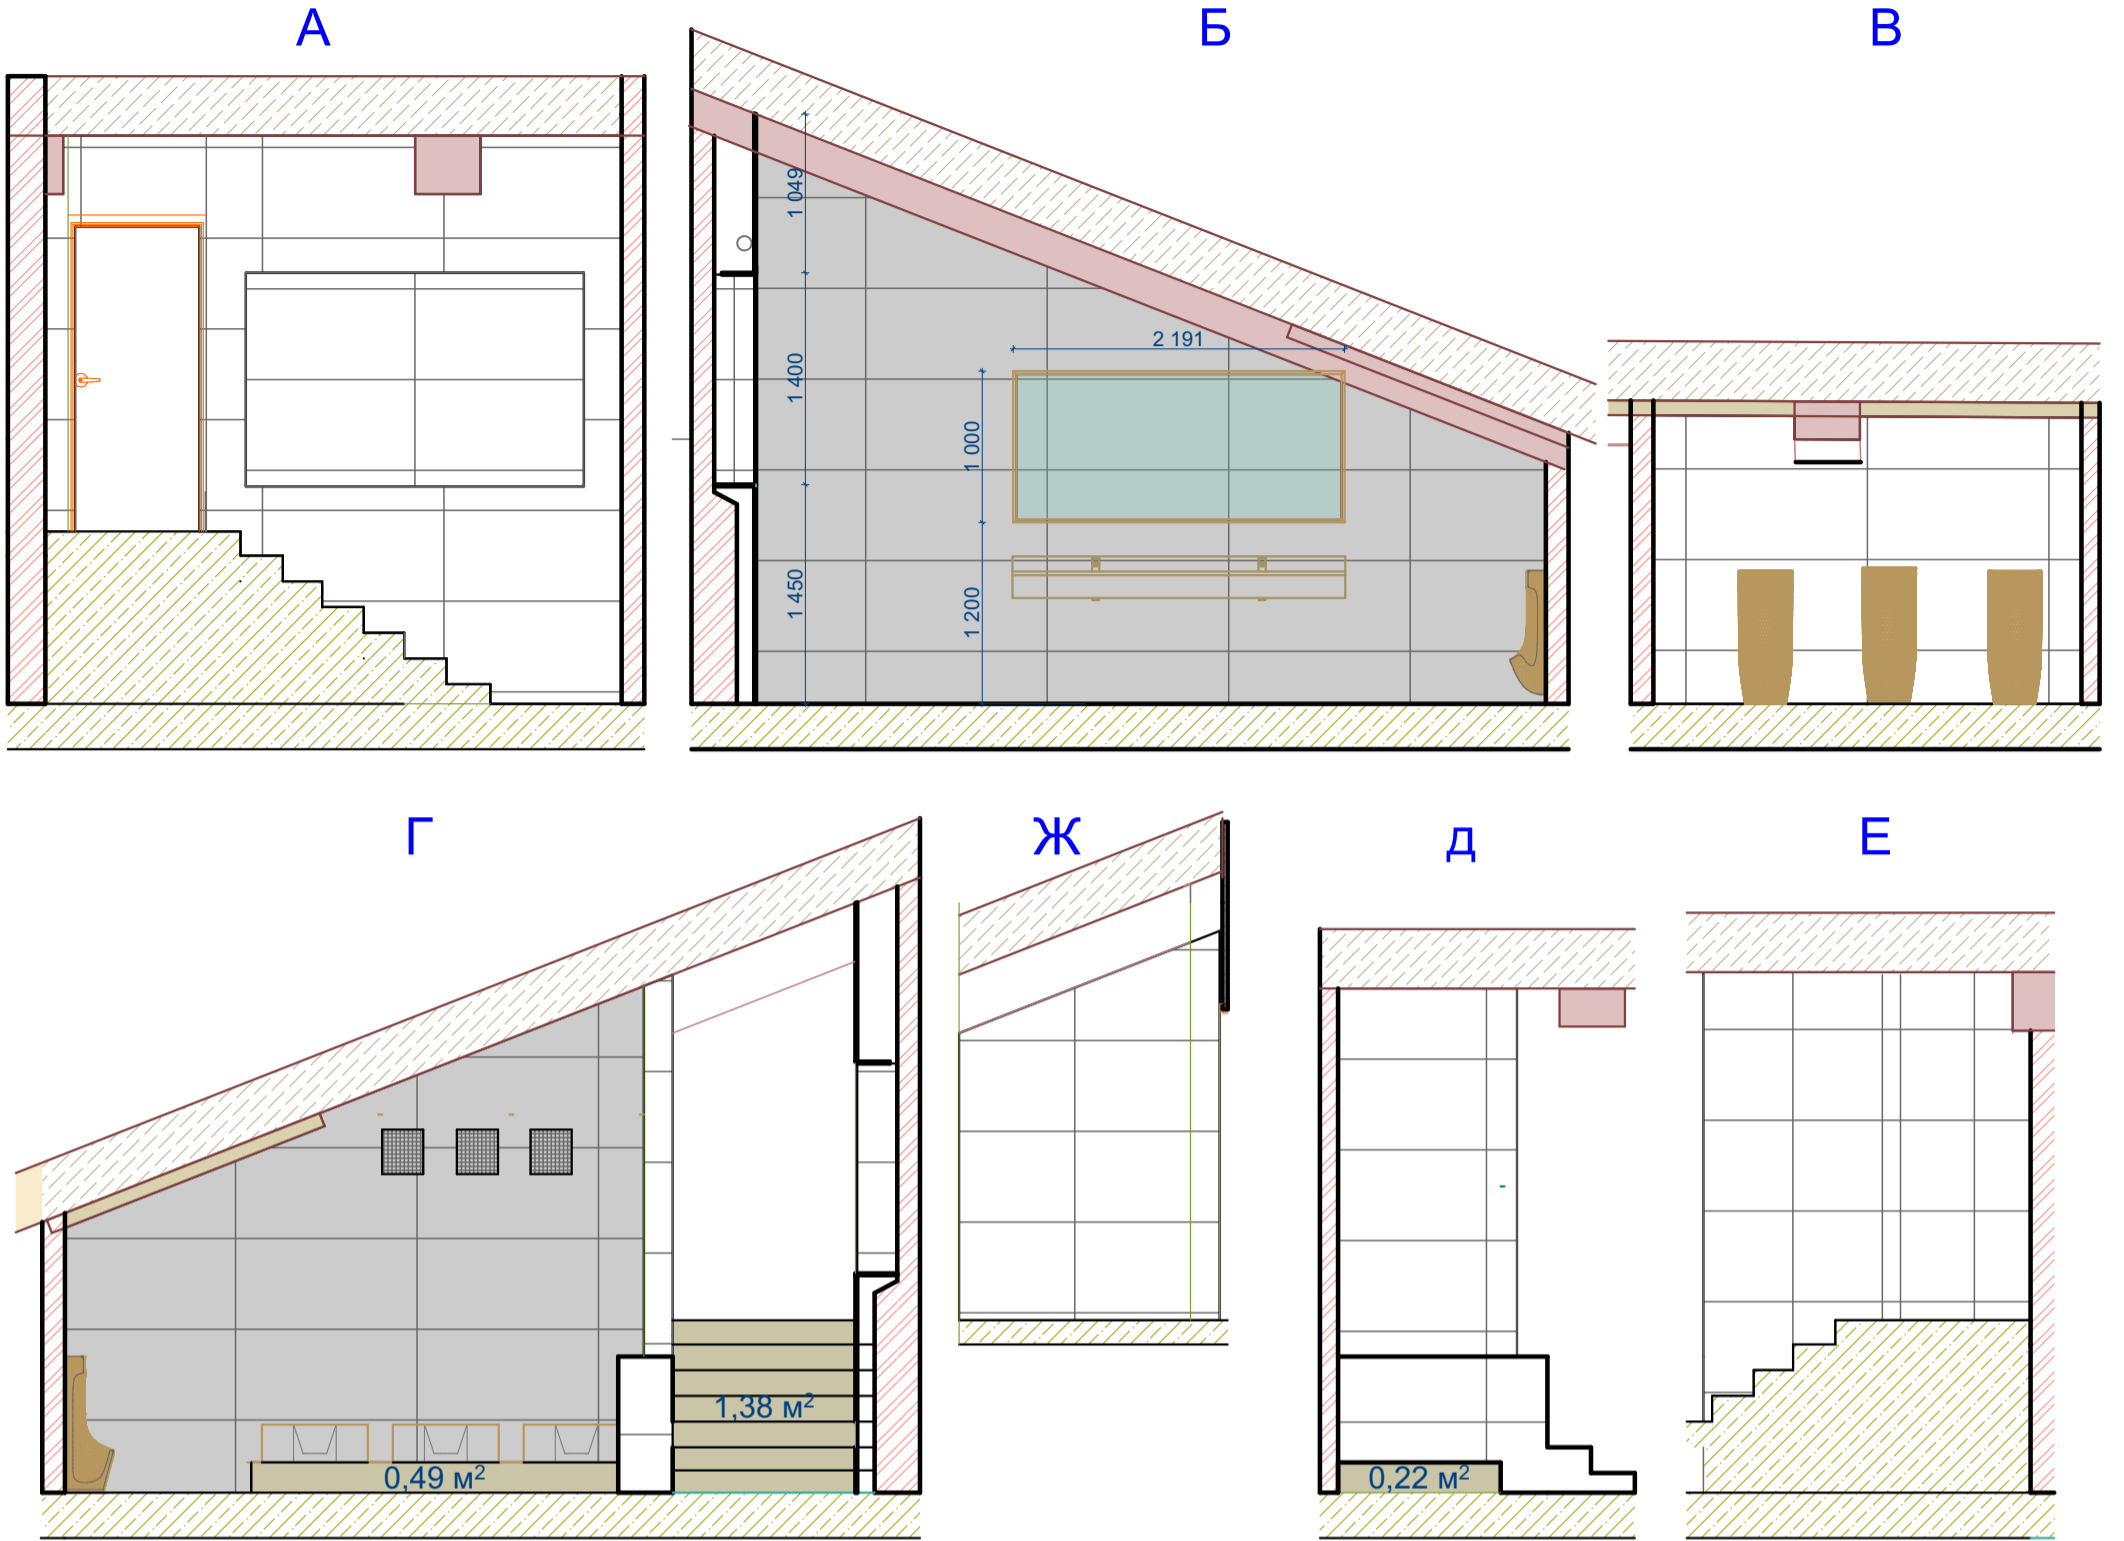 А
Б
В
1 049
2 191
1 400
1 000
1 450
1 200
Г
Ж
д
Е
1,38 м²
0,49 м²
0,22 м²